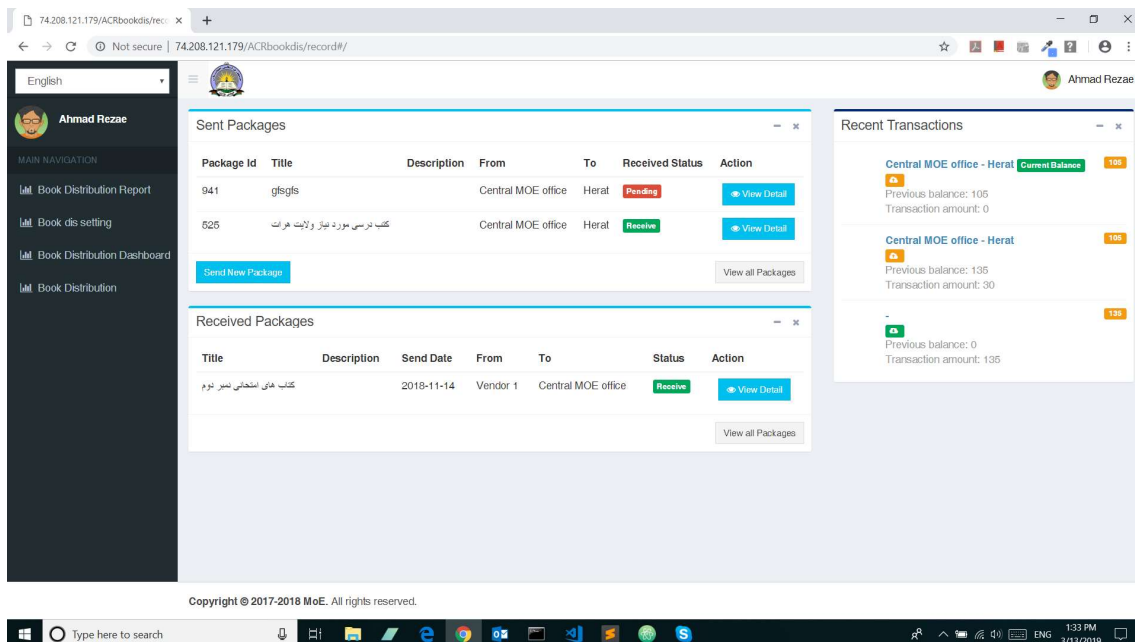 74.208.121.179/ACRbookdis/reco
Not secure | 74.208.121.179/ACRbookdis/record#/
English
Ahmad Rezae
Ahmad Rezae
MAIN NAVIGATION
Book Distribution Report
Book dis setting
Book Distribution Dashboard
Book Distribution
Sent Packages
Package Id Title Description From To Received Status Action
941 gfsgfs Central MOE office Herat Pending View Detail
525 کتب درسی مورد نیاز ولایت هرات Central MOE office Herat Receive View Detail
Send New Package View all Packages
Received Packages
Title Description Send Date From To Status Action
کتاب های امتحانی نمبر دوم 2018-11-14 Vendor 1 Central MOE office Receive View Detail
View all Packages
Recent Transactions
Central MOE office - Herat Current Balance 105
Previous balance: 105
Transaction amount: 0
Central MOE office - Herat 105
Previous balance: 135
Transaction amount: 30
- 135
Previous balance: 0
Transaction amount: 135
Copyright © 2017-2018 MoE. All rights reserved.
Type here to search
ENG
1:33 PM
3/13/2019